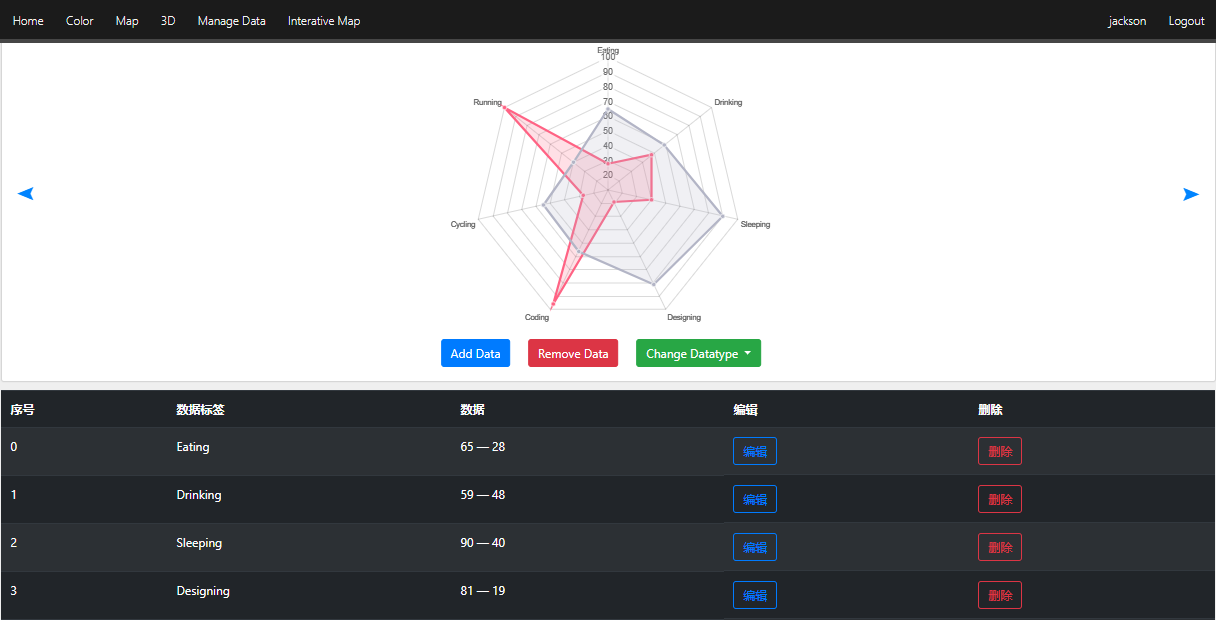 Home Color Map 3D Manage Data Interative Map jackson Logout
Eating
100
90
80
Running Drinking
70
60
50
40
30
20
Cycling Sleeping
Coding Designing
Add Data Remove Data Change Datatype
序号 数据标签 数据 编辑 删除
0 Eating 65 — 28 编辑 删除
1 Drinking 59 — 48 编辑 删除
2 Sleeping 90 — 40 编辑 删除
3 Designing 81 — 19 编辑 删除